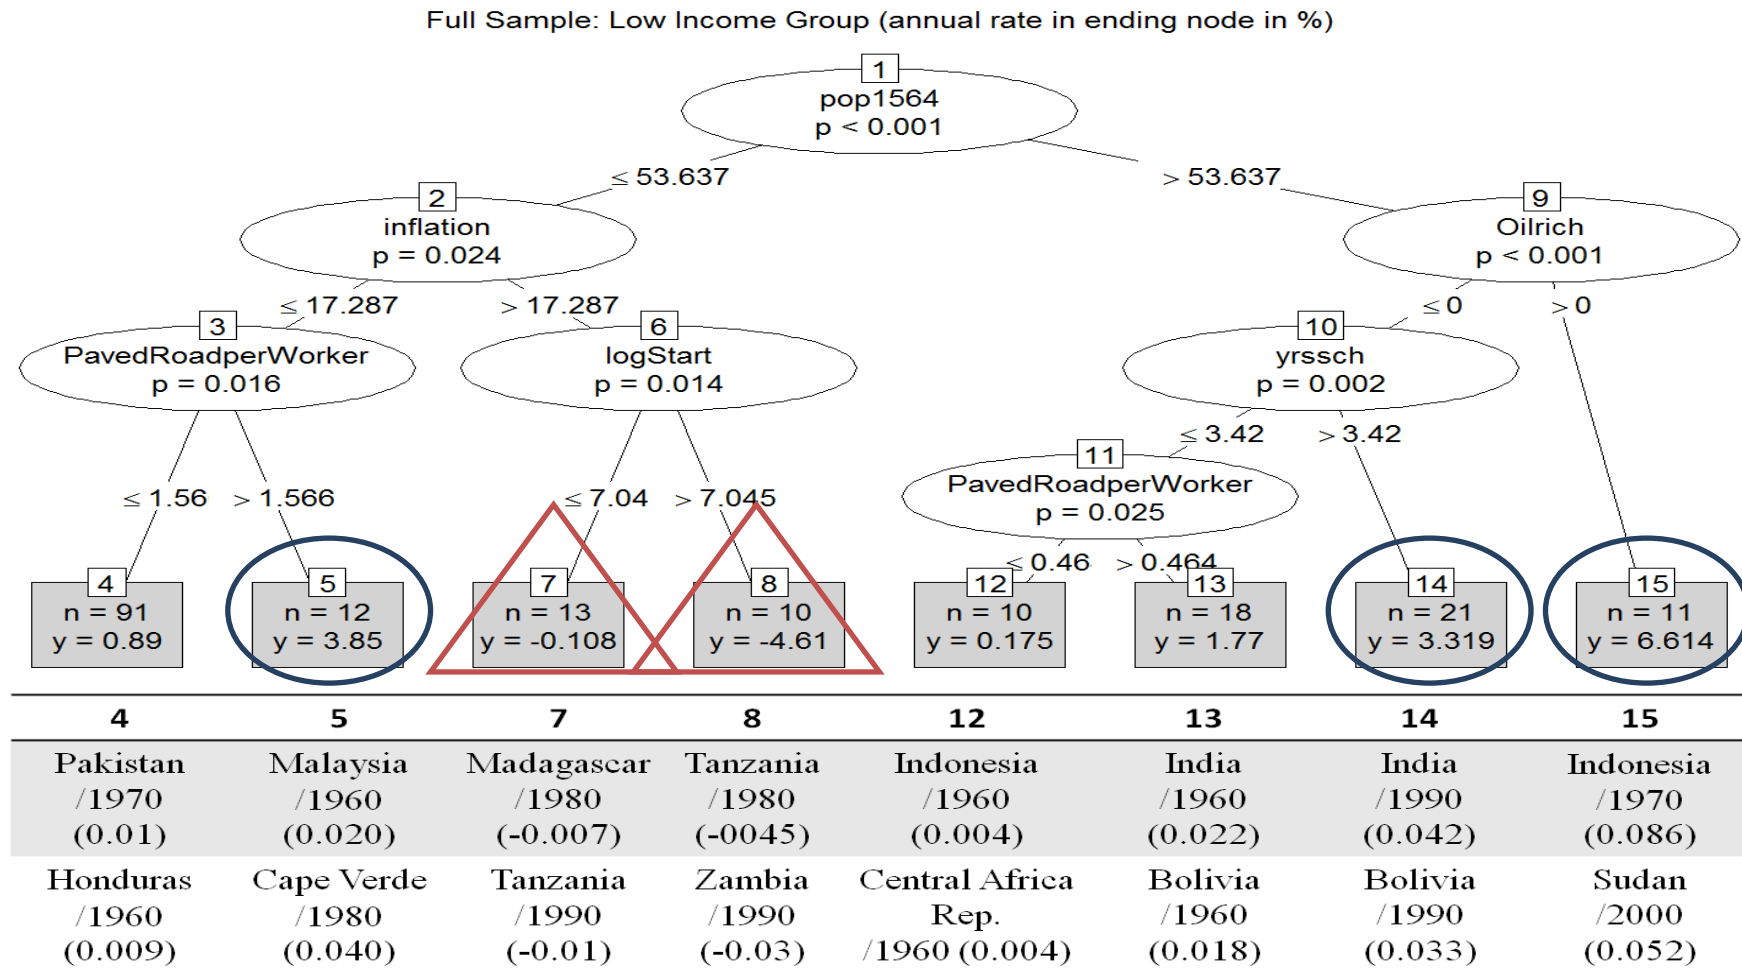 Full Sample: Low Income Group (annual rate in ending node in %)
1
pop1564
p < 0.001
≤ 53.637
> 53.637
2
inflation
p = 0.024
9
Oilrich
p < 0.001
≤ 17.287
> 17.287
≤ 0
> 0
3
PavedRoadperWorker
p = 0.016
6
logStart
p = 0.014
10
yrssch
p = 0.002
≤ 3.42
> 3.42
11
PavedRoadperWorker
p = 0.025
≤ 1.56
> 1.566
≤ 7.04
> 7.045
≤ 0.46
> 0.464
4
n = 91
y = 0.89
5
n = 12
y = 3.85
7
n = 13
y = -0.108
8
n = 10
y = -4.61
12
n = 10
y = 0.175
13
n = 18
y = 1.77
14
n = 21
y = 3.319
15
n = 11
y = 6.614
4 5 7 8 12 13 14 15
Pakistan Malaysia Madagascar Tanzania Indonesia India India Indonesia
/1970 /1960 /1980 /1980 /1960 /1960 /1990 /1970
(0.01) (0.020) (-0.007) (-0045) (0.004) (0.022) (0.042) (0.086)
Honduras Cape Verde Tanzania Zambia Central Africa Bolivia Bolivia Sudan
/1960 /1980 /1990 /1990 Rep. /1960 /1990 /2000
(0.009) (0.040) (-0.01) (-0.03) /1960 (0.004) (0.018) (0.033) (0.052)